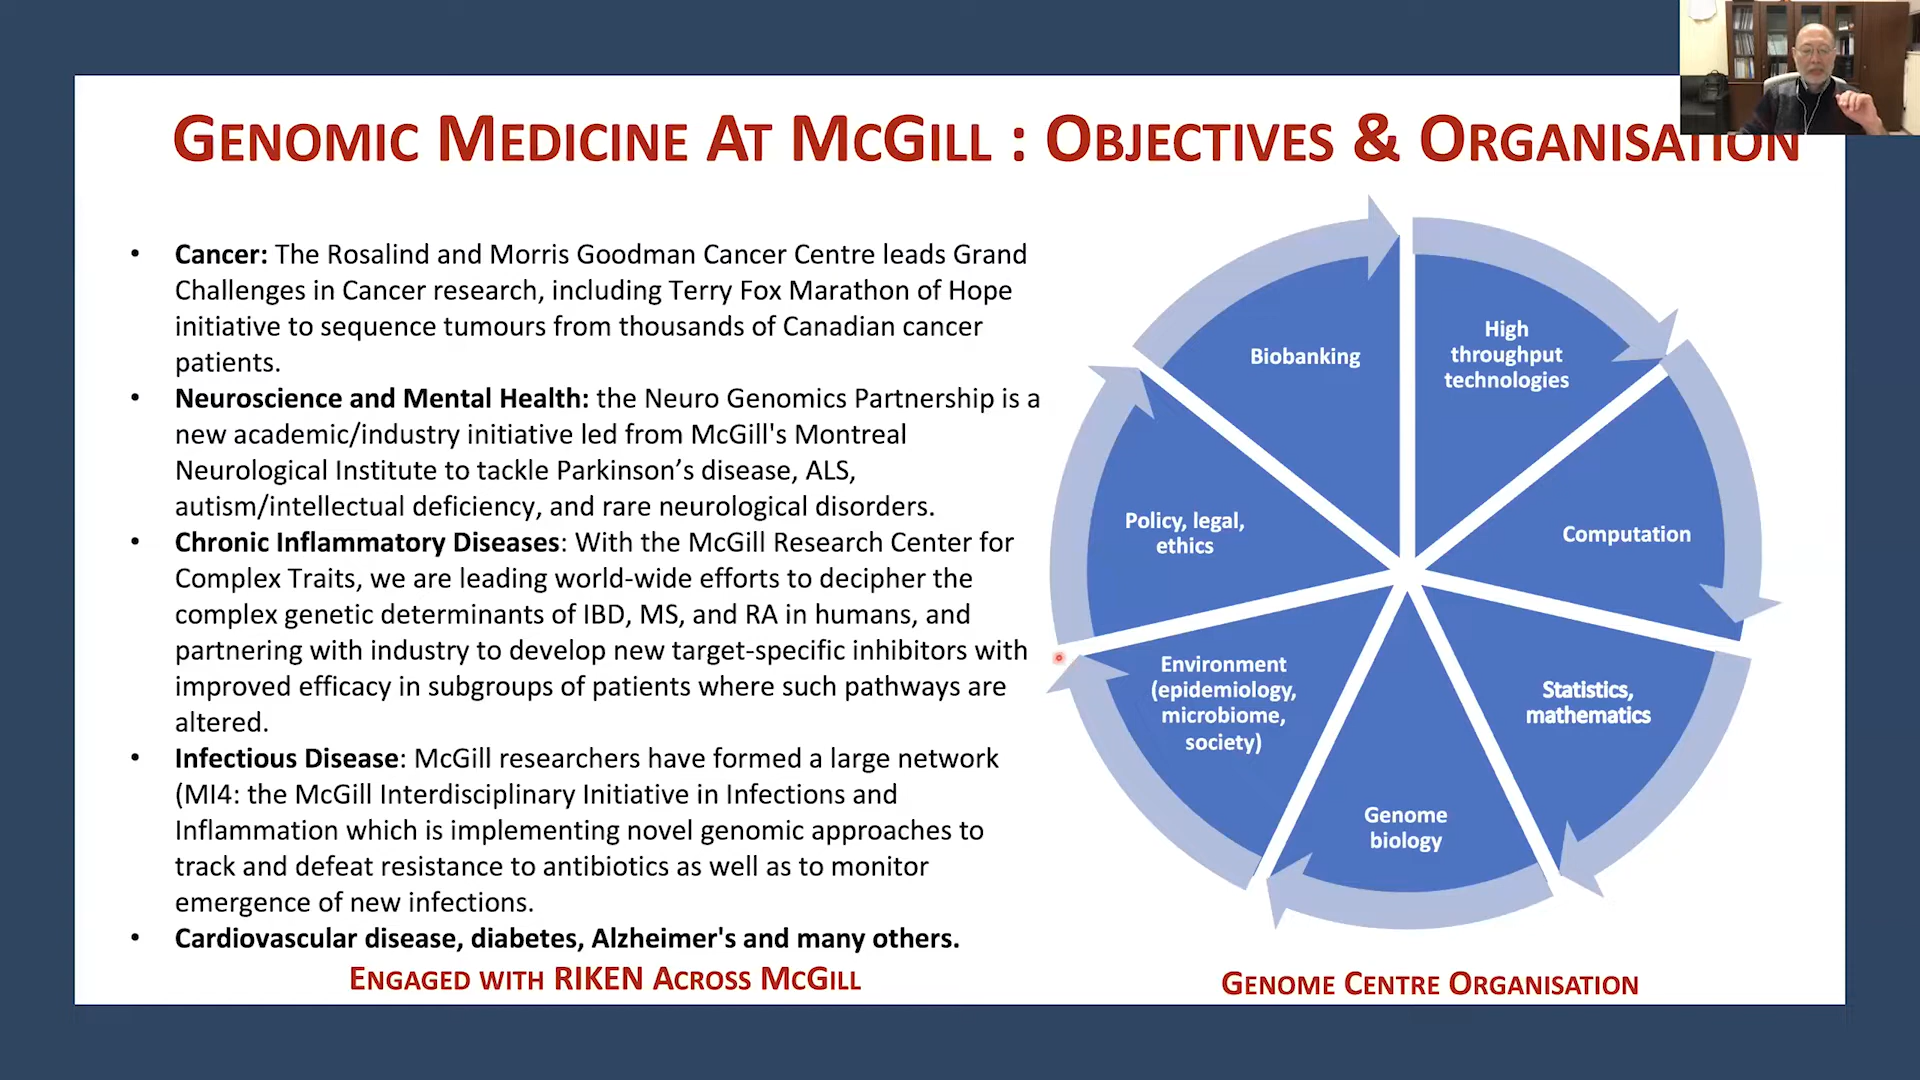 GENOMIC MEDICINE AT MCGILL : OBJECTIVES & ORGANISATION
• Cancer: The Rosalind and Morris Goodman Cancer Centre leads Grand
Challenges in Cancer research, including Terry Fox Marathon of Hope
initiative to sequence tumours from thousands of Canadian cancer
patients.
• Neuroscience and Mental Health: the Neuro Genomics Partnership is a
new academic/industry initiative led from McGill's Montreal
Neurological Institute to tackle Parkinson’s disease, ALS,
autism/intellectual deficiency, and rare neurological disorders.
• Chronic Inflammatory Diseases: With the McGill Research Center for
Complex Traits, we are leading world-wide efforts to decipher the
complex genetic determinants of IBD, MS, and RA in humans, and
partnering with industry to develop new target-specific inhibitors with
improved efficacy in subgroups of patients where such pathways are
altered.
• Infectious Disease: McGill researchers have formed a large network
(MI4: the McGill Interdisciplinary Initiative in Infections and
Inflammation which is implementing novel genomic approaches to
track and defeat resistance to antibiotics as well as to monitor
emergence of new infections.
• Cardiovascular disease, diabetes, Alzheimer's and many others.
ENGAGED WITH RIKEN ACROSS MCGILL
Biobanking
High
throughput
technologies
Policy, legal,
ethics
Computation
Environment
(epidemiology,
microbiome,
society)
Statistics,
mathematics
Genome
biology
GENOME CENTRE ORGANISATION